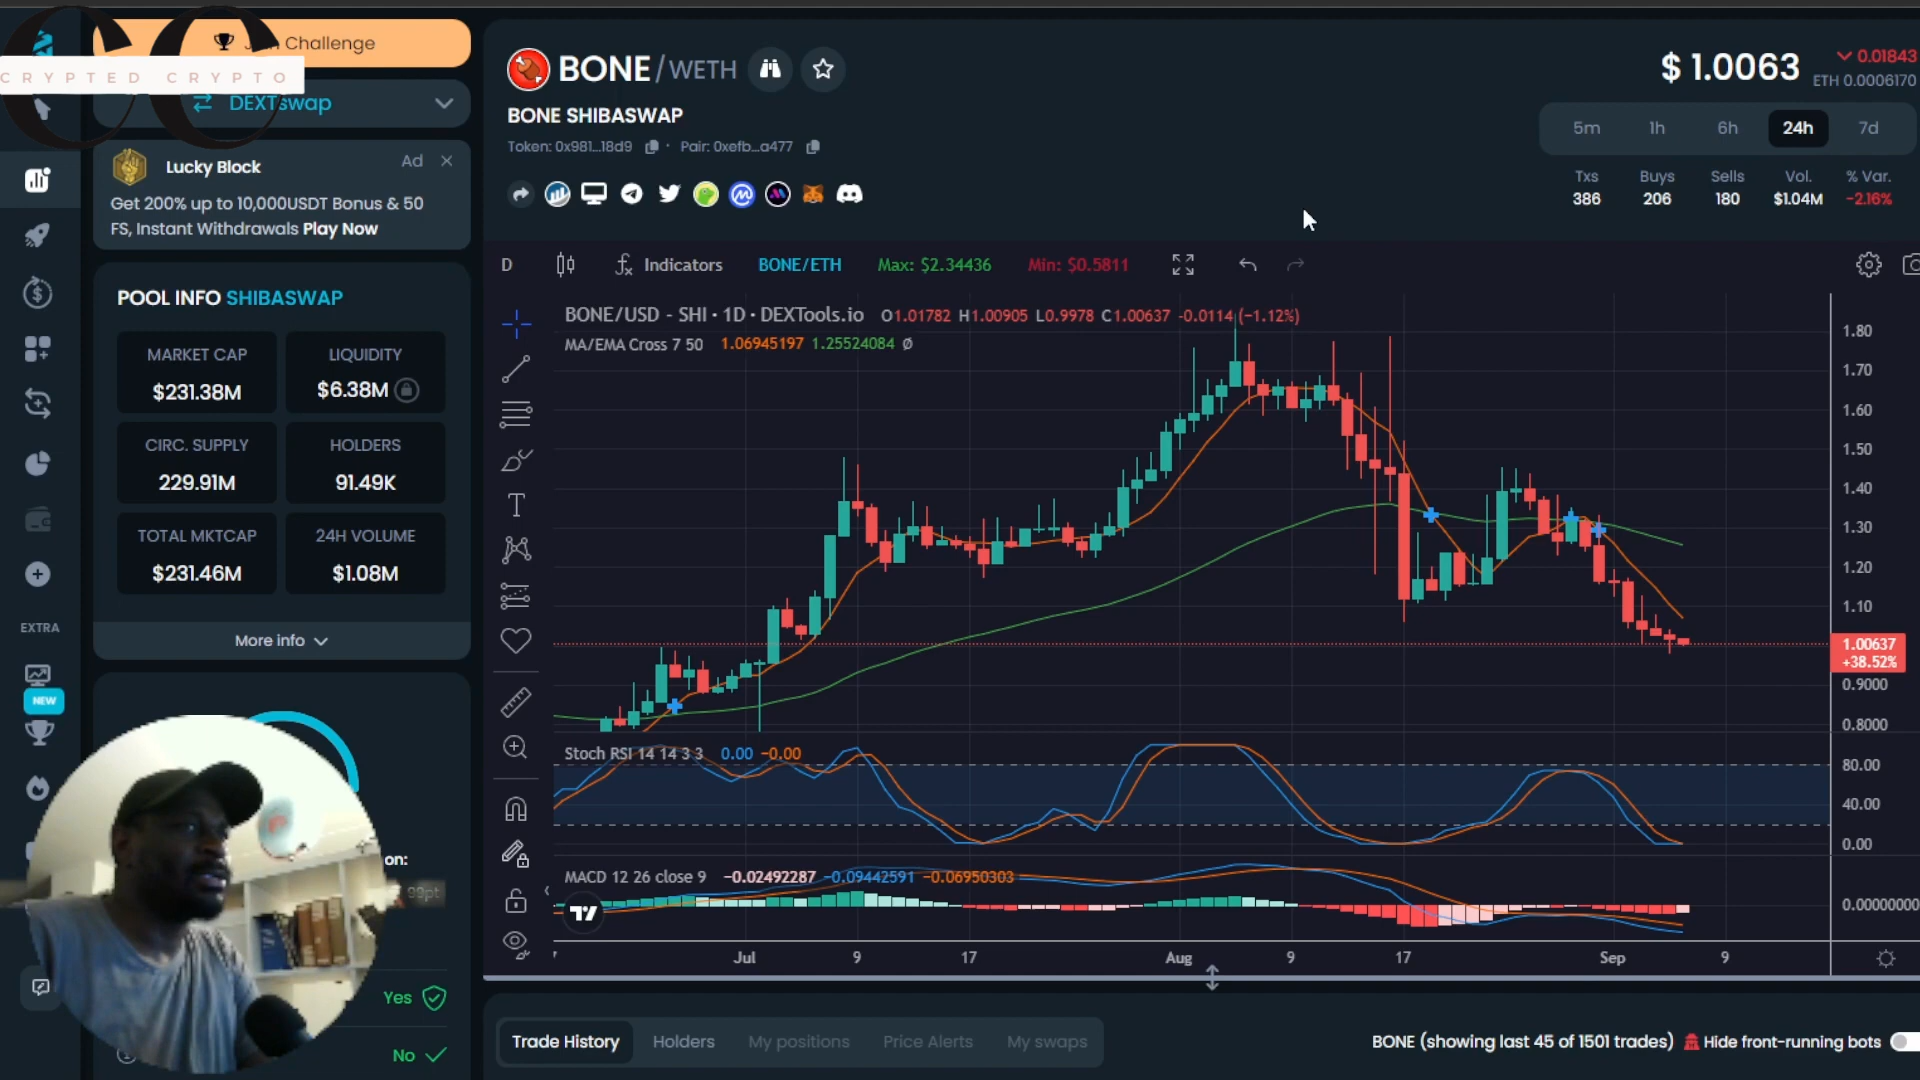 Challenge
CRYPTED CRYPTO
DEXTswap
Lucky Block
Ad
Get 200% up to 10,000USDT Bonus & 50
FS, Instant Withdrawals Play Now
POOL INFO SHIBASWAP
MARKET CAP
$231.38M
LIQUIDITY
$6.38M
CIRC. SUPPLY
229.91M
HOLDERS
91.49K
TOTAL MKTCAP
$231.46M
24H VOLUME
$1.08M
More info
EXTRA
NEW
on:
99pt
Yes
No
BONE/WETH
BONE SHIBASWAP
Token: 0x981...18d9 · Pair: 0xefb...a477
$ 1.0063
0.01843
ETH 0.0006170
5m 1h 6h 24h 7d
Txs Buys Sells Vol. % Var.
386 206 180 $1.04M -2.16%
D Indicators BONE/ETH Max: $2.34436 Min: $0.5811
BONE/USD - SHI · 1D · DEXTools.io O1.01782 H1.00905 L0.9978 C1.00637 -0.0114 (-1.12%)
MA/EMA Cross 7 50 1.06945197 1.25524084 Ø
1.80
1.70
1.60
1.50
1.40
1.30
1.20
1.10
1.00637
+38.52%
0.9000
0.8000
Stoch RSI 14 14 3 3 0.00 -0.00
80.00
40.00
0.00
MACD 12 26 close 9 -0.02492287 -0.09442591 -0.06950303
0.00000000
Jul 9 17 Aug 9 17 Sep 9
Trade History Holders My positions Price Alerts My swaps
BONE (showing last 45 of 1501 trades) Hide front-running bots